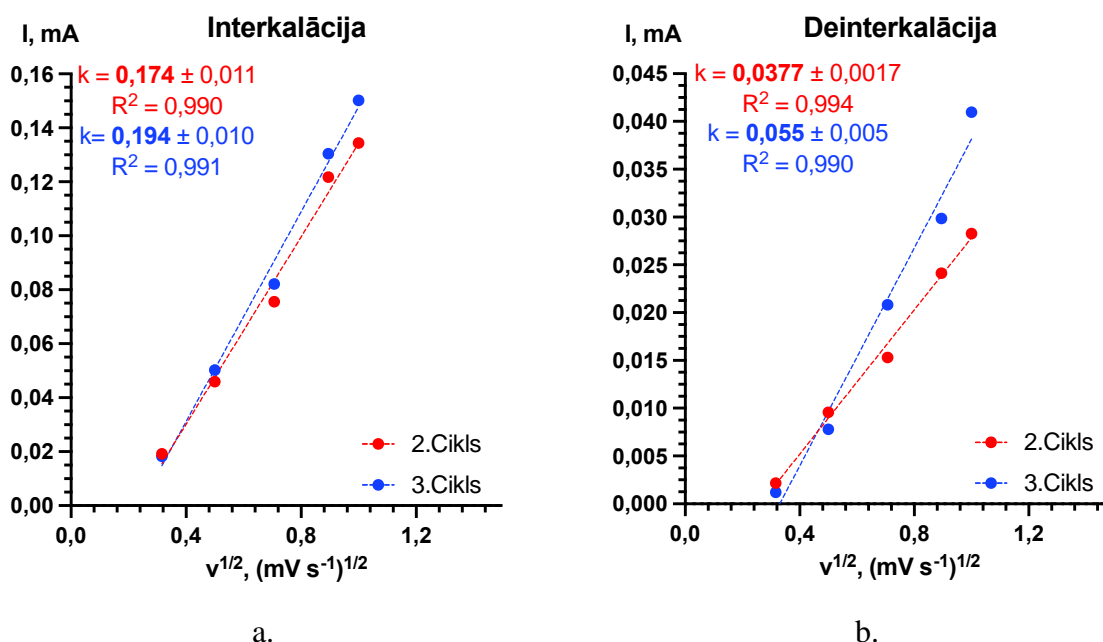 Interkalācija
I, mA
k = 0,174 ± 0,011
R² = 0,990
k= 0,194 ± 0,010
R² = 0,991
0,16
0,14
0,12
0,10
0,08
0,06
0,04
0,02
0,00
2.Cikls
3.Cikls
0,0 0,4 0,8 1,2
v^1/2, (mV s⁻¹)^1/2
a.
Deinterkalācija
I, mA
k = 0,0377 ± 0,0017
R² = 0,994
k = 0,055 ± 0,005
R² = 0,990
0,045
0,040
0,035
0,030
0,025
0,020
0,015
0,010
0,005
0,000
2.Cikls
3.Cikls
0,0 0,4 0,8 1,2
v^1/2, (mV s⁻¹)^1/2
b.